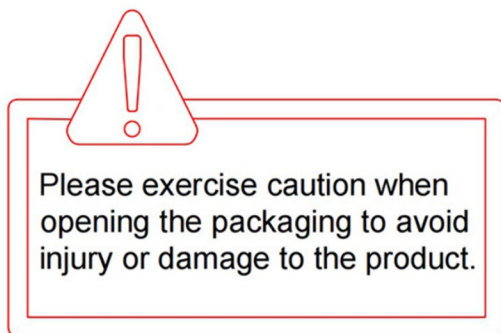 Please exercise caution when
opening the packaging to avoid
injury or damage to the product.